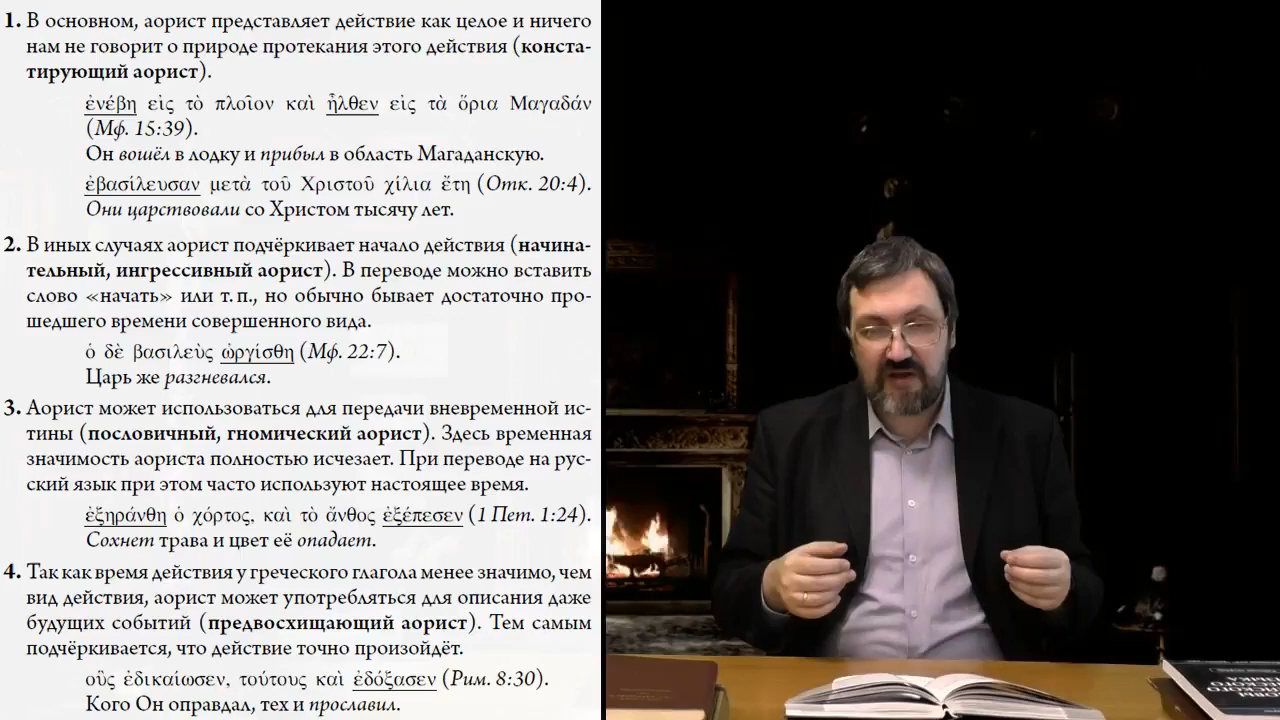 1. В основном, аорист представляет действие как целое и ничего
нам не говорит о природе протекания этого действия (конста-
тирующий аорист).
ἐνέβη εἰς τὸ πλοῖον καὶ ἦλθεν εἰς τὰ ὅρια Μαγαδάν
(Мф. 15:39).
Он вошёл в лодку и прибыл в область Магаданскую.
ἐβασίλευσαν μετὰ τοῦ Χριστοῦ χίλια ἔτη (Отк. 20:4).
Они царствовали со Христом тысячу лет.
2. В иных случаях аорист подчёркивает начало действия (начина-
тельный, ингрессивный аорист). В переводе можно вставить
слово «начать» или т. п., но обычно бывает достаточно про-
шедшего времени совершенного вида.
ὁ δὲ βασιλεὺς ὠργίσθη (Мф. 22:7).
Царь же разгневался.
3. Аорист может использоваться для передачи вневременной ис-
тины (пословичный, гномический аорист). Здесь временная
значимость аориста полностью исчезает. При переводе на рус-
ский язык при этом часто используют настоящее время.
ἐξηράνθη ὁ χόρτος, καὶ τὸ ἄνθος ἐξέπεσεν (1 Пет. 1:24).
Сохнет трава и цвет её опадает.
4. Так как время действия у греческого глагола менее значимо, чем
вид действия, аорист может употребляться для описания даже
будущих событий (предвосхищающий аорист). Тем самым
подчёркивается, что действие точно произойдёт.
οὓς ἐδικαίωσεν, τούτους καὶ ἐδόξασεν (Рим. 8:30).
Кого Он оправдал, тех и прославил.